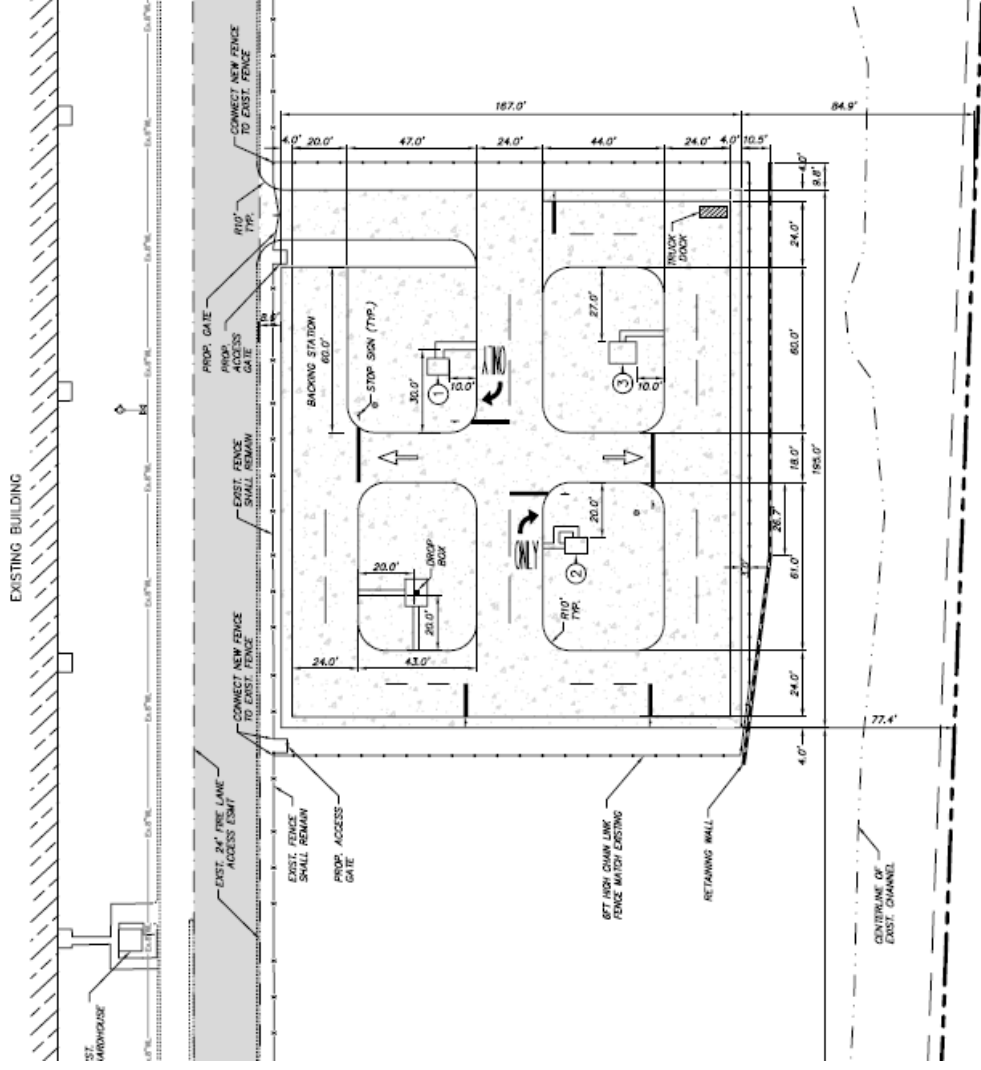 EXISTING BUILDING
CONNECT NEW FENCE
TO EXIST. FENCE
R10'
TYP.
PROP. GATE
PROP.
ACCESS
GATE
EXIST. FENCE
SHALL REMAIN
CONNECT NEW FENCE
TO EXIST. FENCE
EXIST. 24' FIRE LANE
ACCESS ESMT
EXIST. FENCE
SHALL REMAIN
PROP. ACCESS
GATE
167.0'
84.9'
4.0'
20.0'
47.0'
24.0'
44.0'
24.0'
4.0'
10.5'
4.0'
9.8'
24.0'
60.0'
18.0'
195.0'
26.7'
61.0'
24.0'
77.4'
4.0'
BACKING STATION
60.0'
STOP SIGN (TYP.)
30.0'
1
10.0'
ONLY
TRUCK
DOCK
27.0'
3
10.0'
20.0'
DROP
BOX
20.0'
24.0'
43.0'
ONLY
20.0'
2
R10'
TYP.
6FT HIGH CHAIN LINK
FENCE MATCH EXISTING
RETAINING WALL
CENTERLINE OF
EXIST. CHANNEL